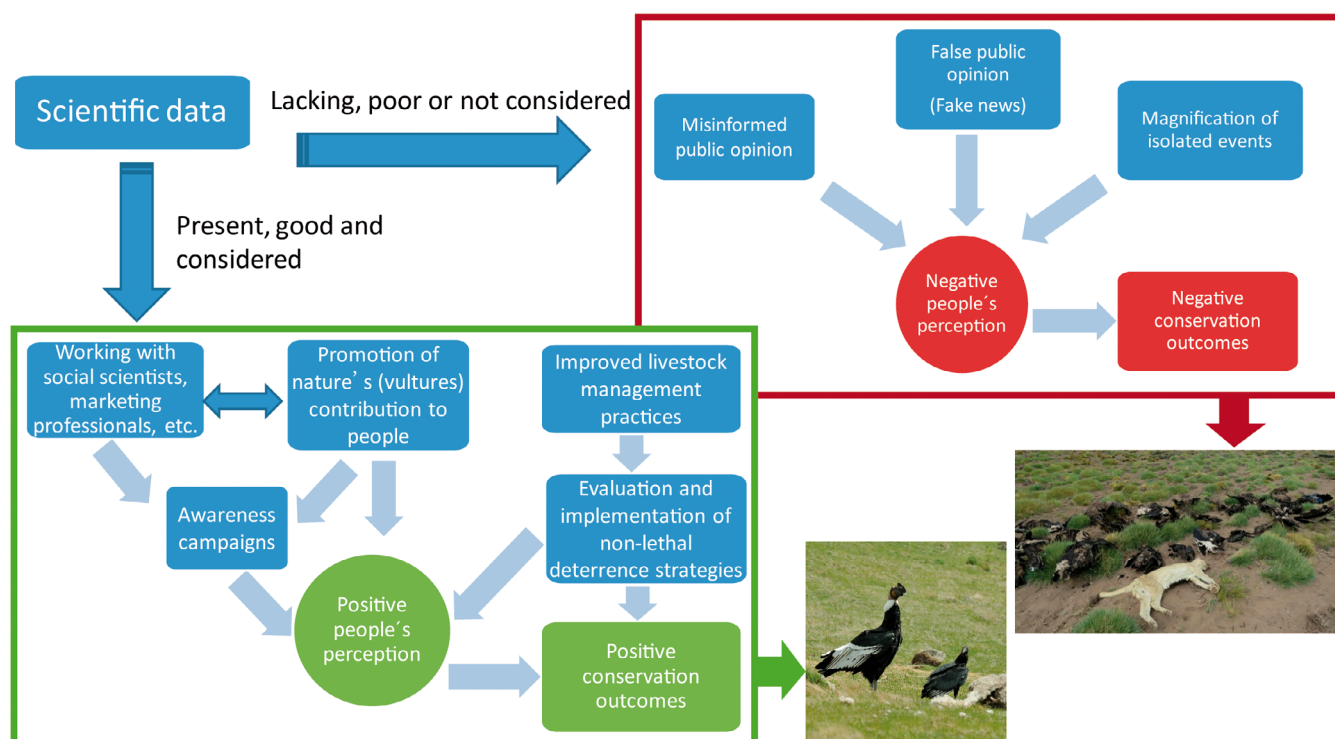 Scientific data
Lacking, poor or not considered
Present, good and
considered
Misinformed
public opinion
False public
opinion
(Fake news)
Magnification of
isolated events
Negative
people´s
perception
Negative
conservation
outcomes
Working with
social scientists,
marketing
professionals, etc.
Promotion of
nature’s (vultures)
contribution to
people
Improved livestock
management
practices
Awareness
campaigns
Evaluation and
implementation of
non-lethal
deterrence strategies
Positive
people´s
perception
Positive
conservation
outcomes